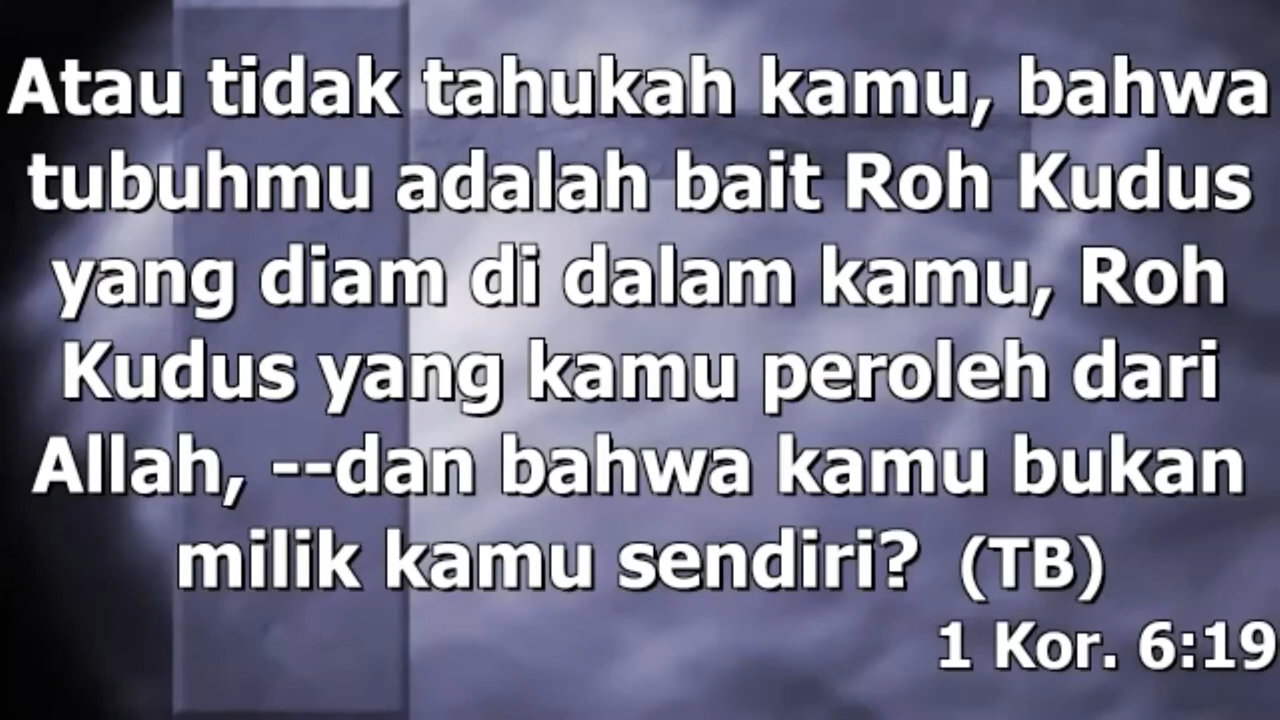 Atau tidak tahukah kamu, bahwa
tubuhmu adalah bait Roh Kudus
yang diam di dalam kamu, Roh
Kudus yang kamu peroleh dari
Allah, --dan bahwa kamu bukan
milik kamu sendiri? (TB)
1 Kor. 6:19